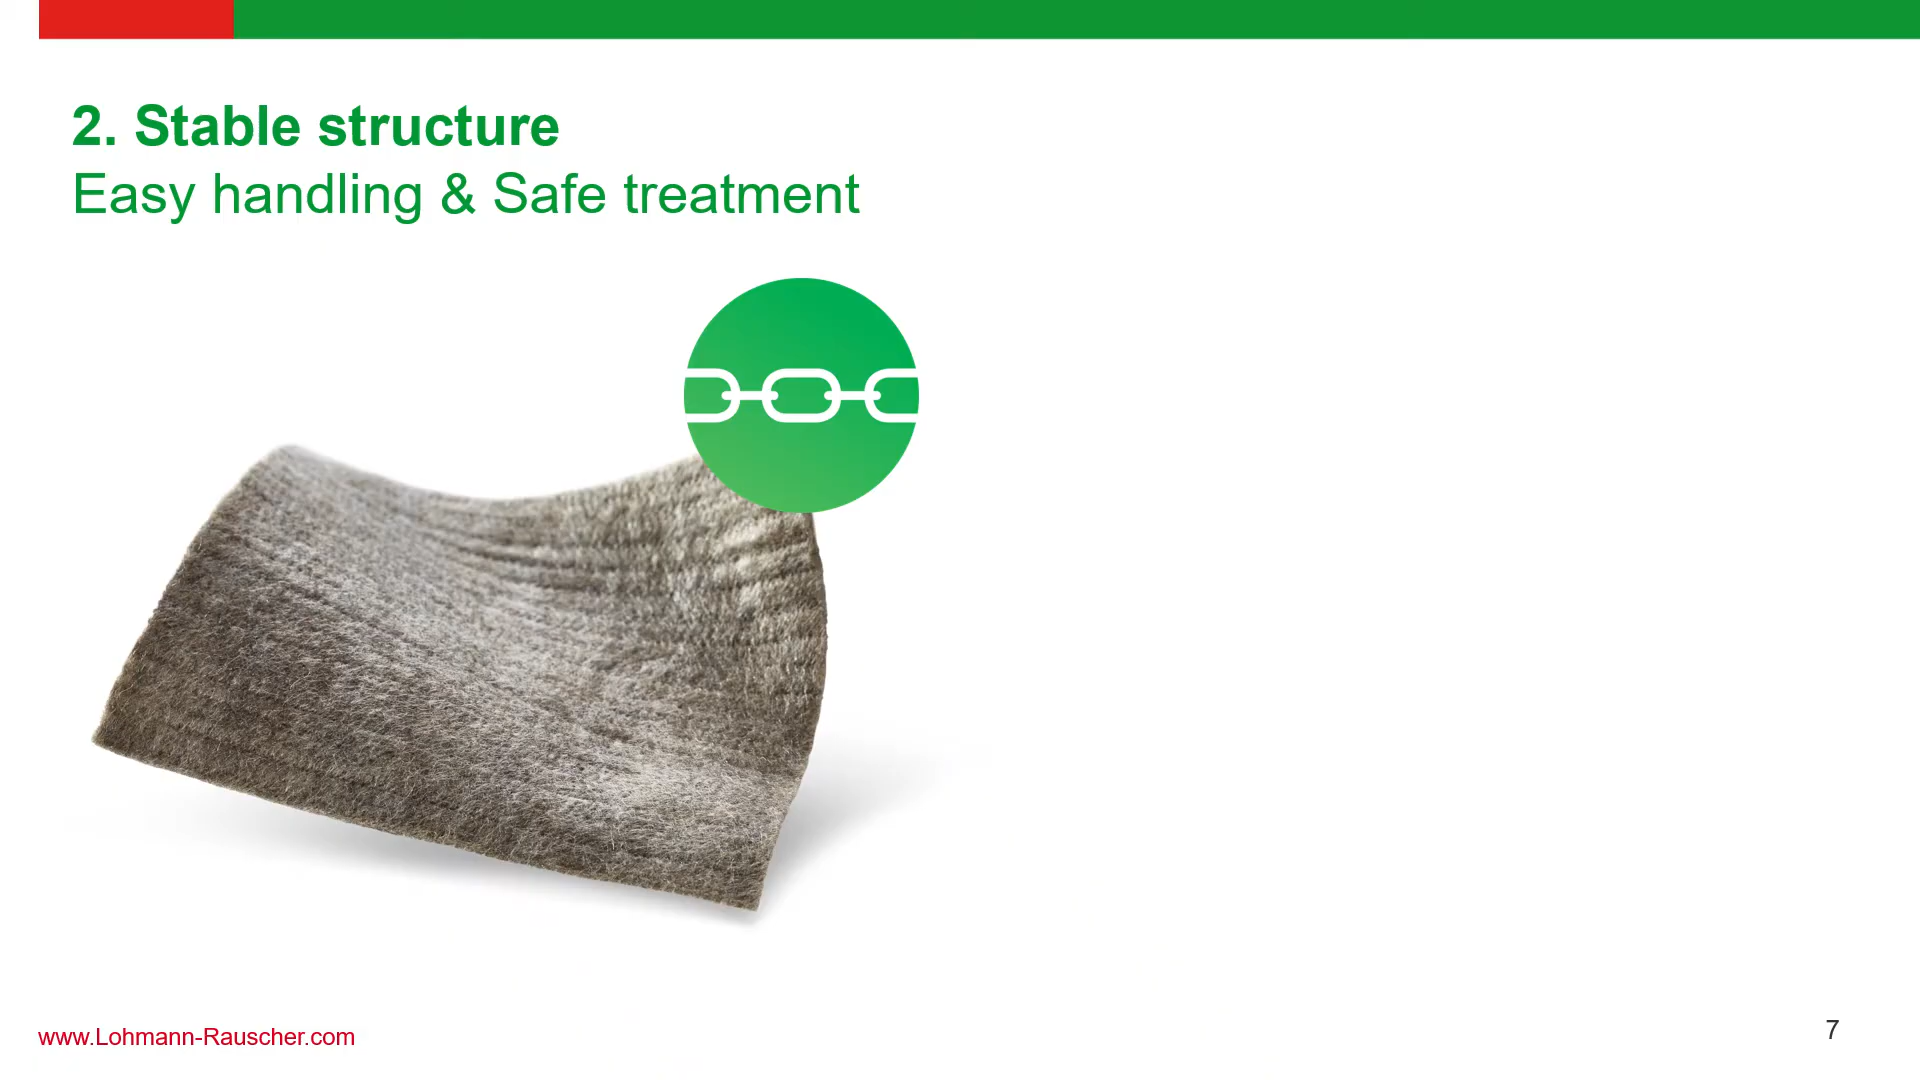 2. Stable structure
Easy handling & Safe treatment
www.Lohmann-Rauscher.com
7